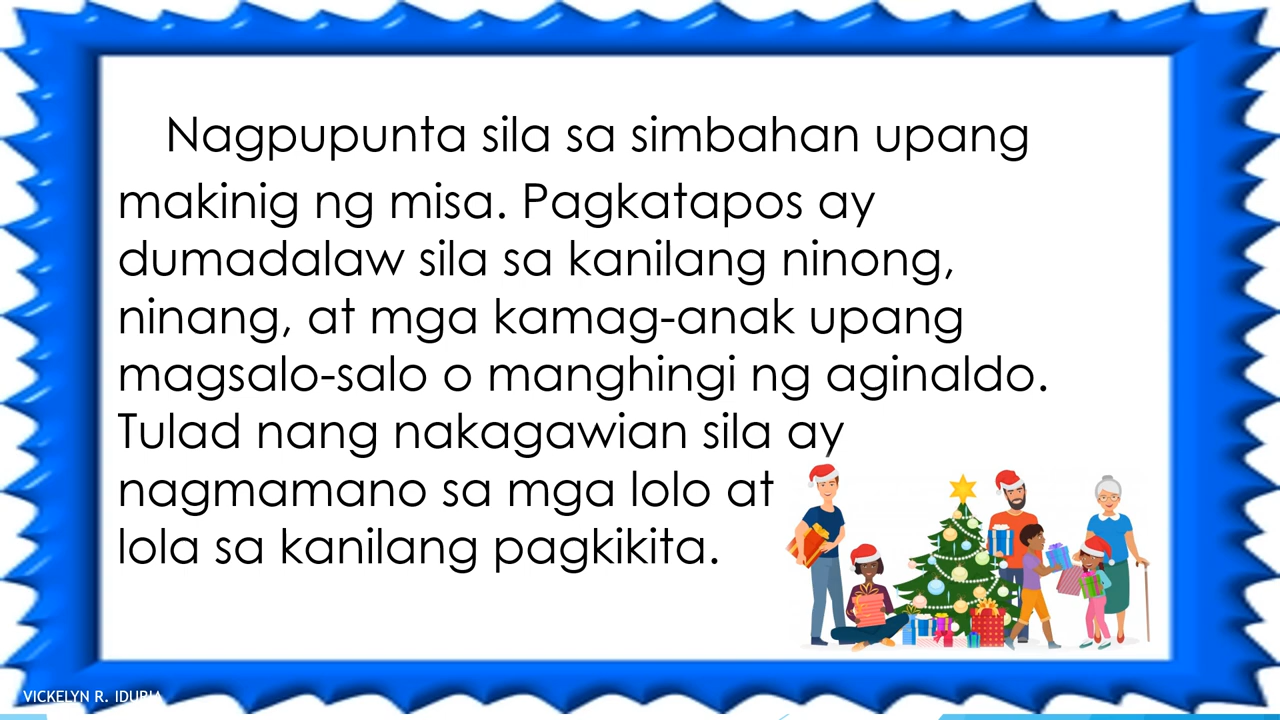 Nagpupunta sila sa simbahan upang
makinig ng misa. Pagkatapos ay
dumadalaw sila sa kanilang ninong,
ninang, at mga kamag-anak upang
magsalo-salo o manghingi ng aginaldo.
Tulad nang nakagawian sila ay
nagmamano sa mga lolo at
lola sa kanilang pagkikita.
VICKELYN R.